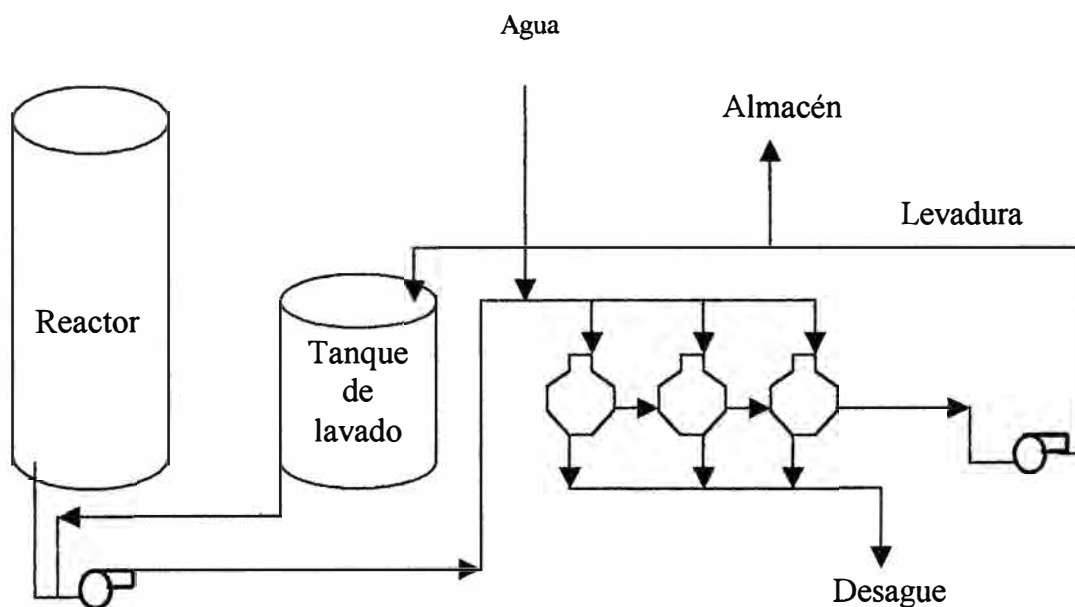 Agua
Almacén
Levadura
Reactor
Tanque
de
lavado
Desague